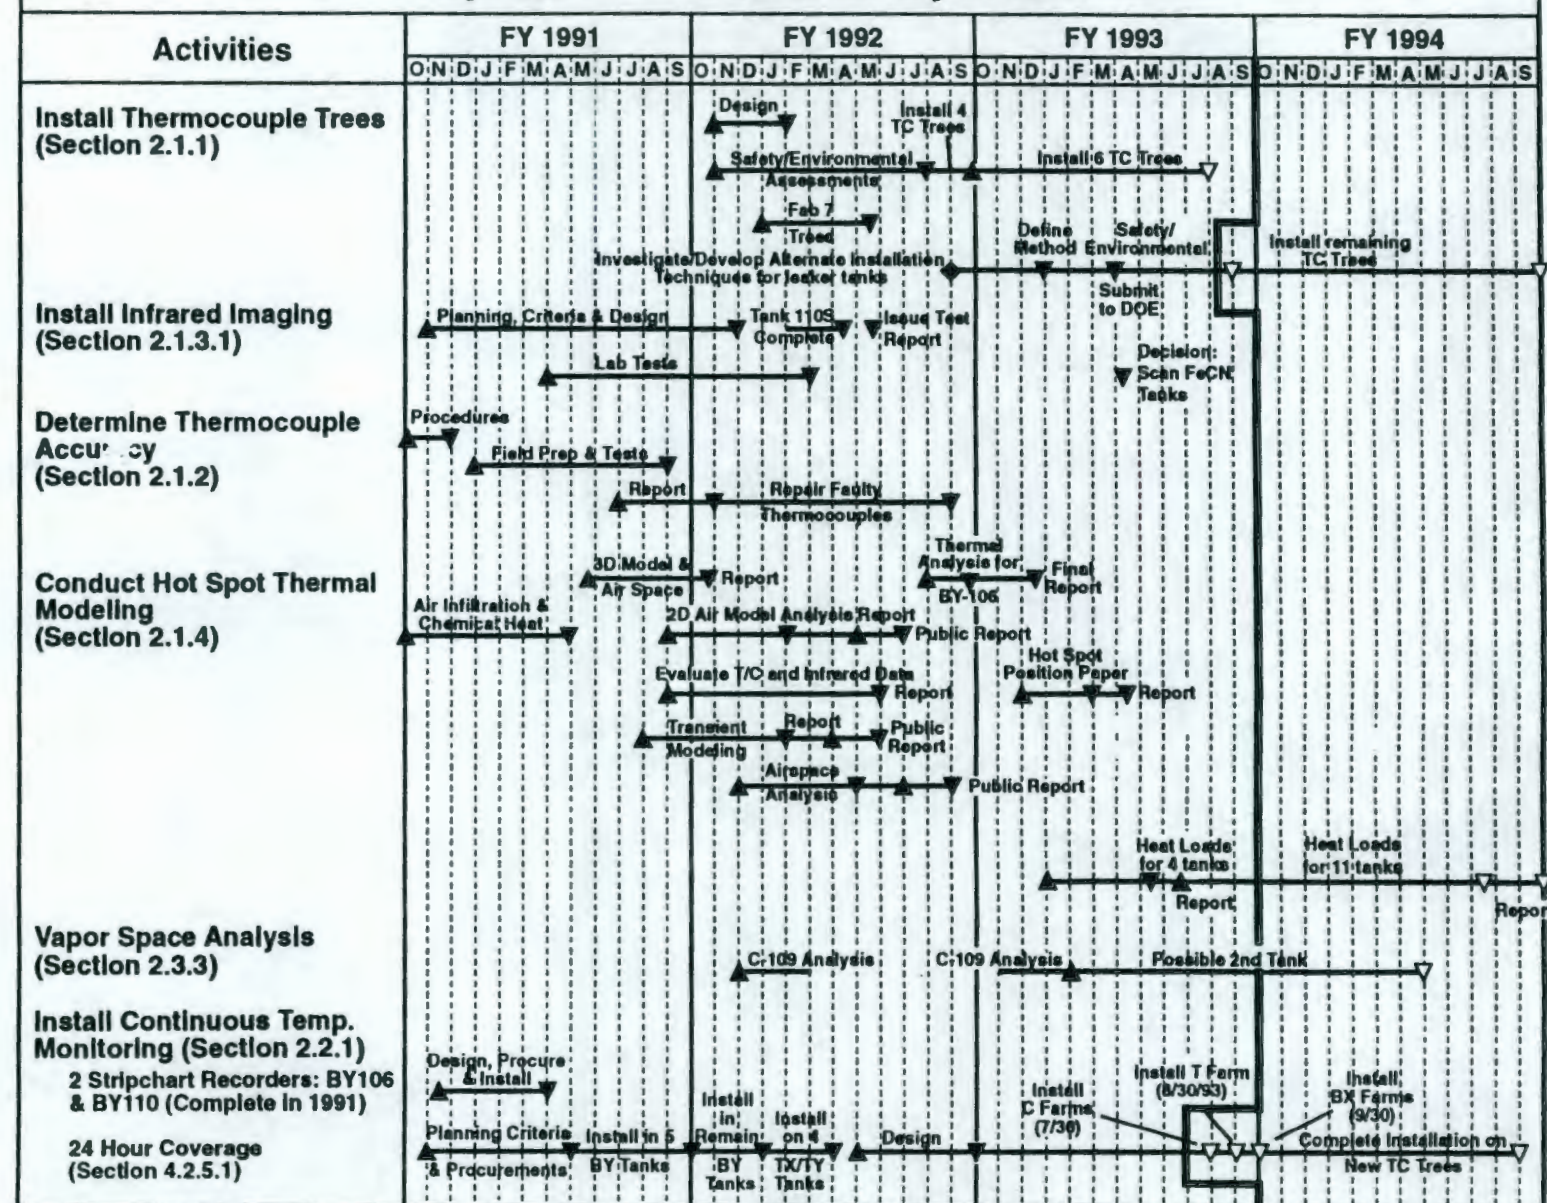 Activities
FY 1991
FY 1992
FY 1993
FY 1994
O N D J F M A M J J A S
O N D J F M A M J J A S
O N D J F M A M J J A S
O N D J F M A M J J A S
Install Thermocouple Trees
(Section 2.1.1)
Design
Install 4
TC Trees
Safety/Environmental
Assessments
Install 6 TC Trees
Fab 7
Trees
Investigate/Develop Alternate Installation
Techniques for leaker tanks
Define
Method
Safety/
Environmental
Submit
to DOE
Install remaining
TC Trees
Install Infrared Imaging
(Section 2.1.3.1)
Planning, Criteria & Design
Tank 110S
Complete
Issue Test
Report
Lab Tests
Decision:
Scan FeCN
Tanks
Determine Thermocouple
(Section 2.1.2)
Procedures
Field Prep & Tests
Report
Repair Faulty
Thermocouples
Conduct Hot Spot Thermal
Modeling
(Section 2.1.4)
3D Model &
Air Space
Report
Thermal
Analysis for
BY-106
Final
Report
Air Infiltration &
Chemical Heat
2D Air Model Analysis Report
Public Report
Evaluate T/C and Infrared Data
Report
Hot Spot
Position Paper
Report
Transient
Modeling
Report
Public
Report
Airspace
Analysis
Public Report
Heat Loads
for 4 tanks
Report
Heat Loads
for 11 tanks
Repor
Vapor Space Analysis
(Section 2.3.3)
C-109 Analysis
C-109 Analysis
Possible 2nd Tank
Install Continuous Temp.
Monitoring (Section 2.2.1)
2 Stripchart Recorders: BY106
& BY110 (Complete in 1991)
Design, Procure
& Install
24 Hour Coverage
(Section 4.2.5.1)
Planning Criteria
& Procurements
Install in 5
BY Tanks
Install
in
Remain
BY
Tanks
Install
on 4
TX/TY
Tanks
Design
Install
C Farms
(7/30)
Install T Farm
(8/30/93)
Install
BX Farms
(9/30)
Complete Installation on
New TC Trees